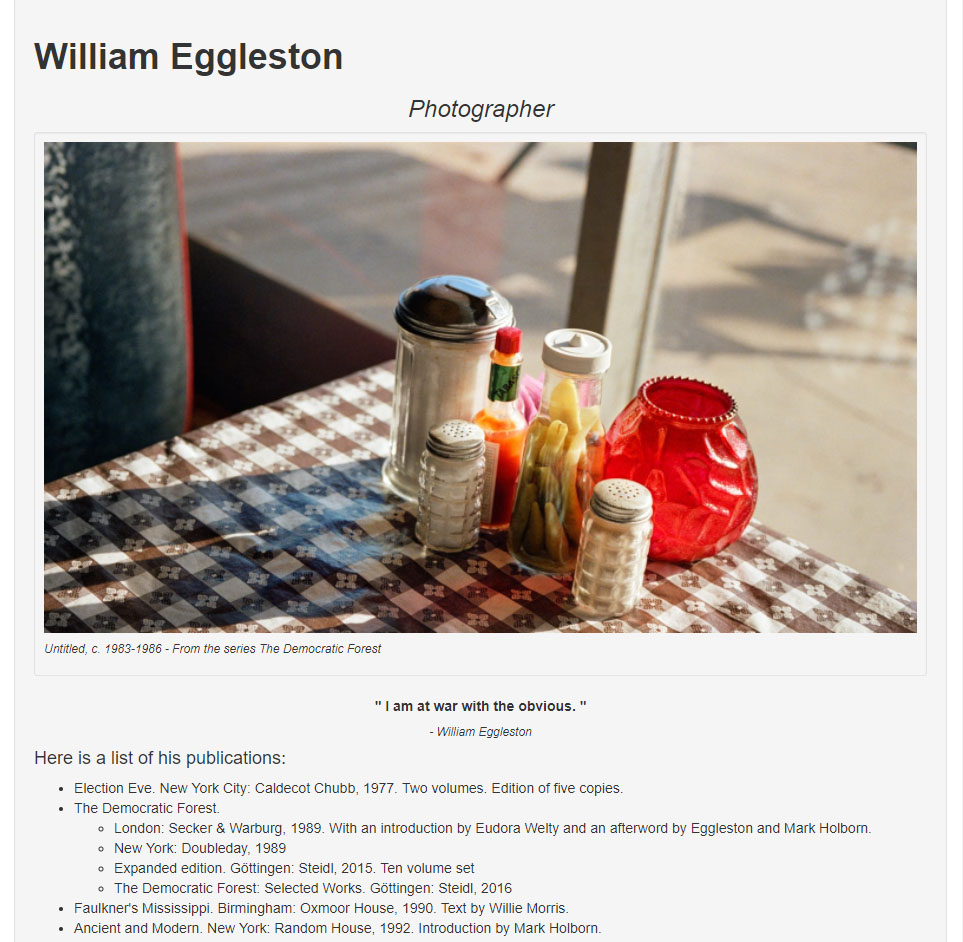 William Eggleston
Photographer
TABAS
Untitled, c. 1983-1986 - From the series The Democratic Forest
" I am at war with the obvious. "
- William Eggleston
Here is a list of his publications:
• Election Eve. New York City: Caldecot Chubb, 1977. Two volumes. Edition of five copies.
• The Democratic Forest.
◦ London: Secker & Warburg, 1989. With an introduction by Eudora Welty and an afterword by Eggleston and Mark Holborn.
◦ New York: Doubleday, 1989
◦ Expanded edition. Göttingen: Steidl, 2015. Ten volume set
◦ The Democratic Forest: Selected Works. Göttingen: Steidl, 2016
• Faulkner's Mississippi. Birmingham: Oxmoor House, 1990. Text by Willie Morris.
• Ancient and Modern. New York: Random House, 1992. Introduction by Mark Holborn.